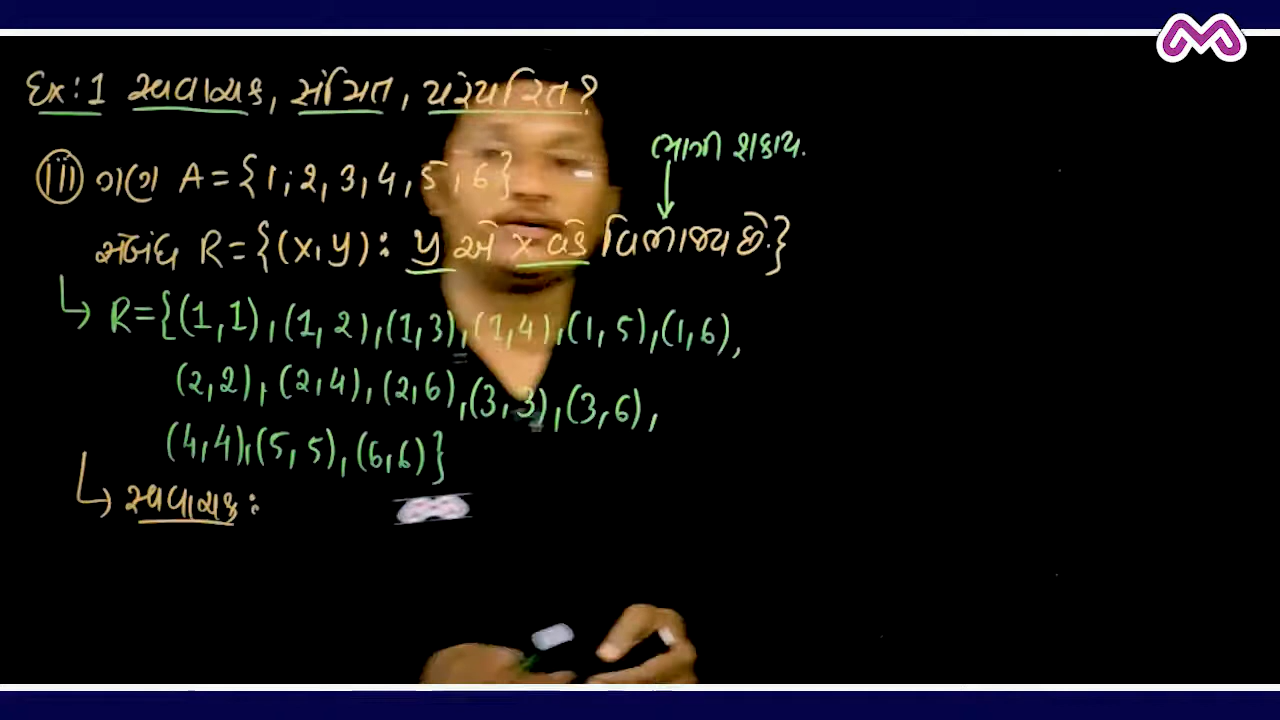 Ex:1 સ્વવાચક, સંમિત, પરંપરિત?
(iii) ગણ A={1,2,3,4,5,6}
ભાગી શકાય.
સંબંધ R={(x,y): y એ x વડે વિભાજ્ય છે.}
R={(1,1),(1,2),(1,3),(1,4),(1,5),(1,6),
(2,2),(2,4),(2,6),(3,3),(3,6),
(4,4),(5,5),(6,6)}
સ્વવાચક: